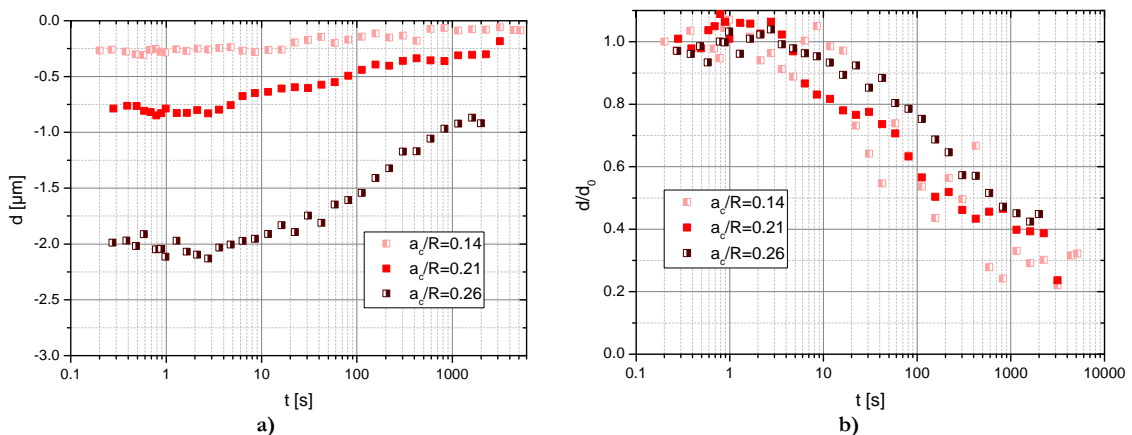 0.0
-0.5
-1.0
-1.5
-2.0
-2.5
-3.0
d [µm]
0.1 1 10 100 1000
t [s]
a_c/R=0.14
a_c/R=0.21
a_c/R=0.26
a)
1.0
0.8
0.6
0.4
0.2
0.0
d/d₀
0.1 1 10 100 1000 10000
t [s]
a_c/R=0.14
a_c/R=0.21
a_c/R=0.26
b)